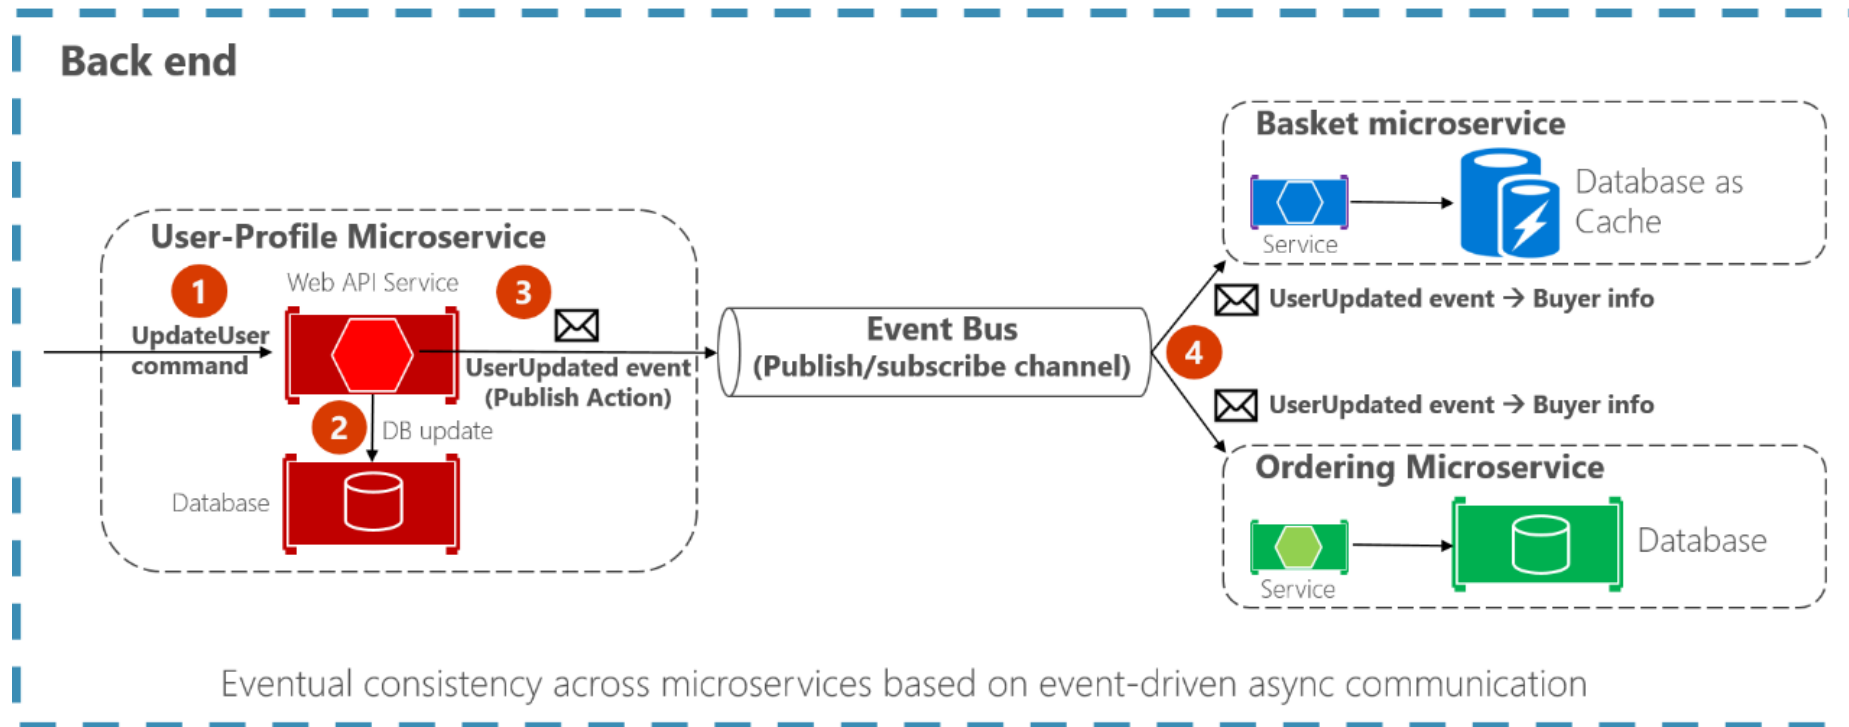 Back end
User-Profile Microservice
1
UpdateUser
command
Web API Service
2
DB update
Database
3
UserUpdated event
(Publish Action)
Event Bus
(Publish/subscribe channel)
4
Basket microservice
Service
Database as
Cache
UserUpdated event → Buyer info
UserUpdated event → Buyer info
Ordering Microservice
Service
Database
Eventual consistency across microservices based on event-driven async communication